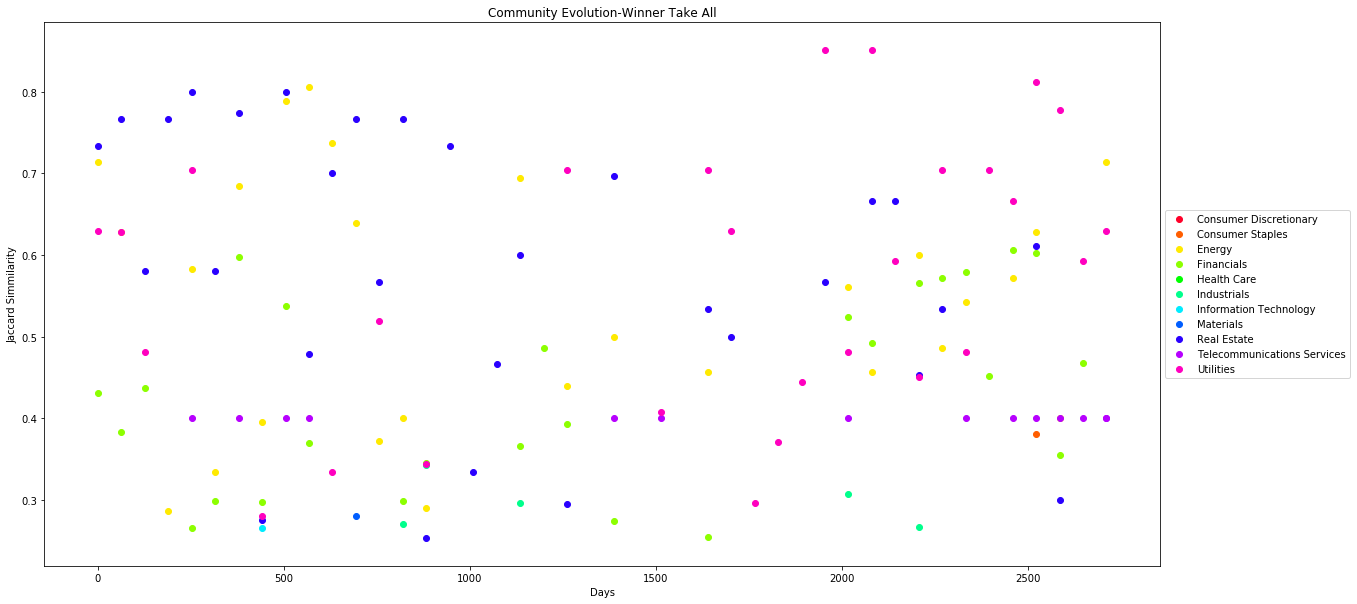 Community Evolution-Winner Take All
Jaccard Simmilarity
0.8
0.7
0.6
0.5
0.4
0.3
0
500
1000
1500
2000
2500
Days
Consumer Discretionary
Consumer Staples
Energy
Financials
Health Care
Industrials
Information Technology
Materials
Real Estate
Telecommunications Services
Utilities